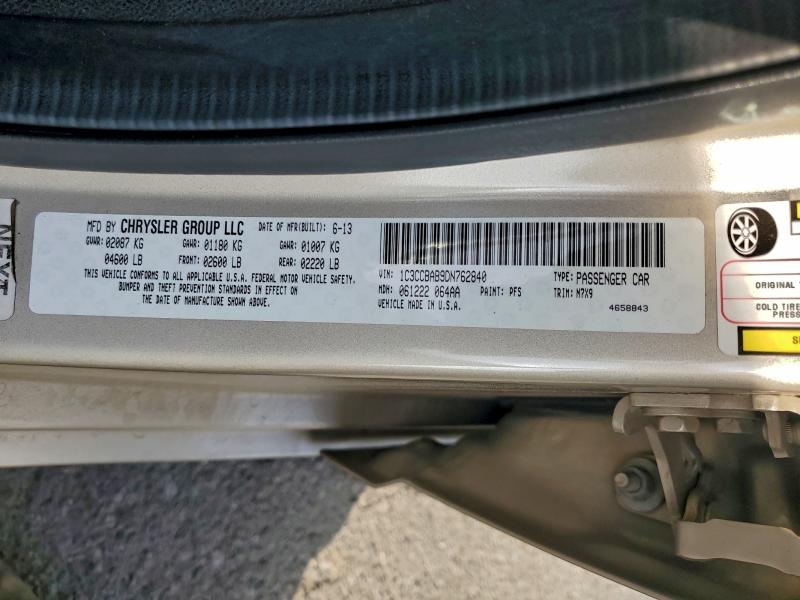 NEXT
MFD BY CHRYSLER GROUP LLC DATE OF MFR(BUILT): 6-13
GVWR: 02087 KG GAWR: 01180 KG GAWR: 01007 KG
04600 LB FRONT: 02600 LB REAR: 02220 LB
THIS VEHICLE CONFORMS TO ALL APPLICABLE U.S.A. FEDERAL MOTOR VEHICLE SAFETY,
BUMPER AND THEFT PREVENTION STANDARDS IN EFFECT ON
THE DATE OF MANUFACTURE SHOWN ABOVE.
VIN: 1C3CCBAB9DN762840 TYPE: PASSENGER CAR
MDH: 061222 064AA PAINT: PFS TRIM: N7X9
VEHICLE MADE IN U.S.A. 4658843
ORIGINAL
COLD TIRE
PRESS